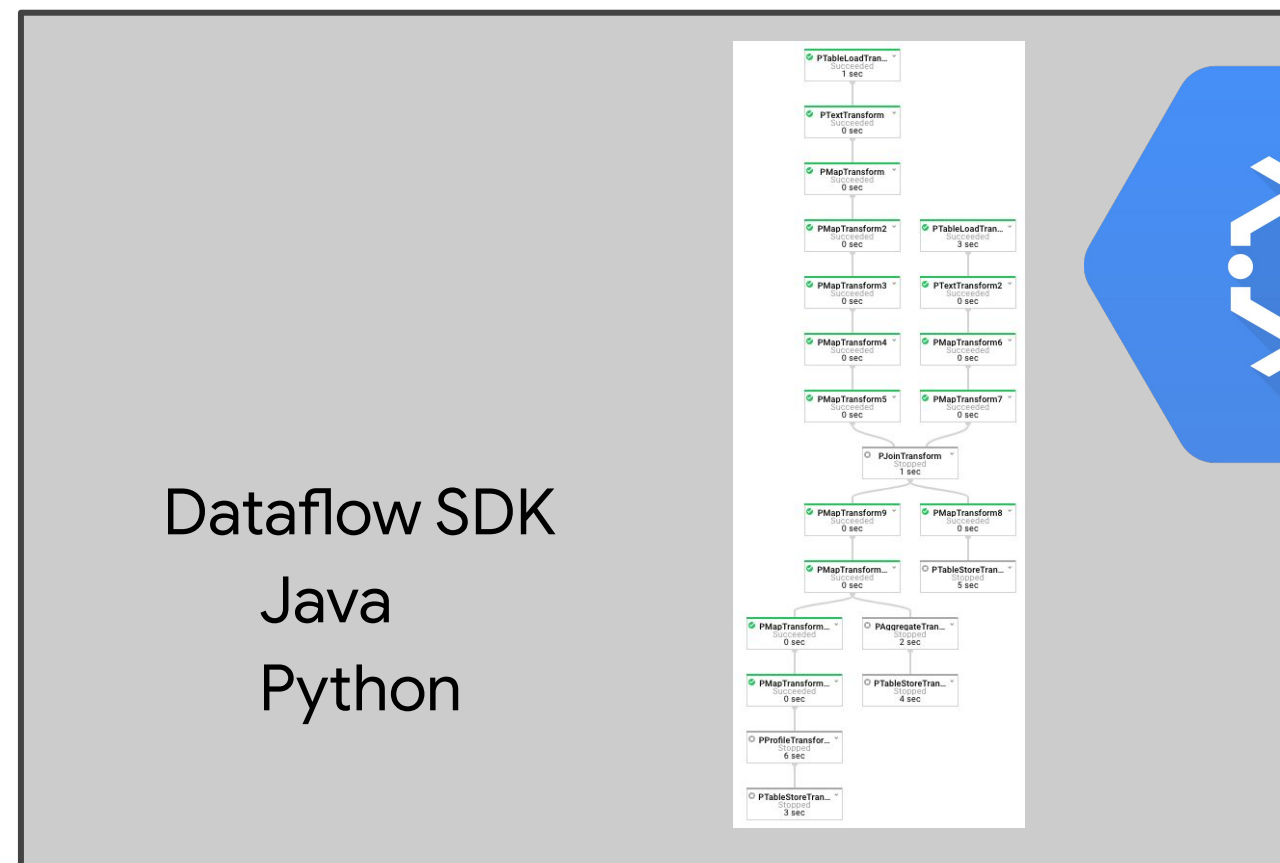 Dataflow SDK
Java
Python
PTableLoadTran...
Succeeded
1 sec
PTextTransform
Succeeded
0 sec
PMapTransform
Succeeded
0 sec
PMapTransform2
Succeeded
0 sec
PTableLoadTran...
Succeeded
3 sec
PMapTransform3
Succeeded
0 sec
PTextTransform2
Succeeded
0 sec
PMapTransform4
Succeeded
0 sec
PMapTransform6
Succeeded
0 sec
PMapTransform5
Succeeded
0 sec
PMapTransform7
Succeeded
0 sec
PJoinTransform
Stopped
1 sec
PMapTransform9
Succeeded
0 sec
PMapTransform8
Succeeded
0 sec
PMapTransform...
Succeeded
0 sec
PTableStoreTran...
Stopped
5 sec
PMapTransform...
Succeeded
0 sec
PAggregateTran...
Stopped
2 sec
PMapTransform...
Succeeded
0 sec
PTableStoreTran...
Stopped
4 sec
PProfileTransfor...
Stopped
6 sec
PTableStoreTran...
Stopped
3 sec